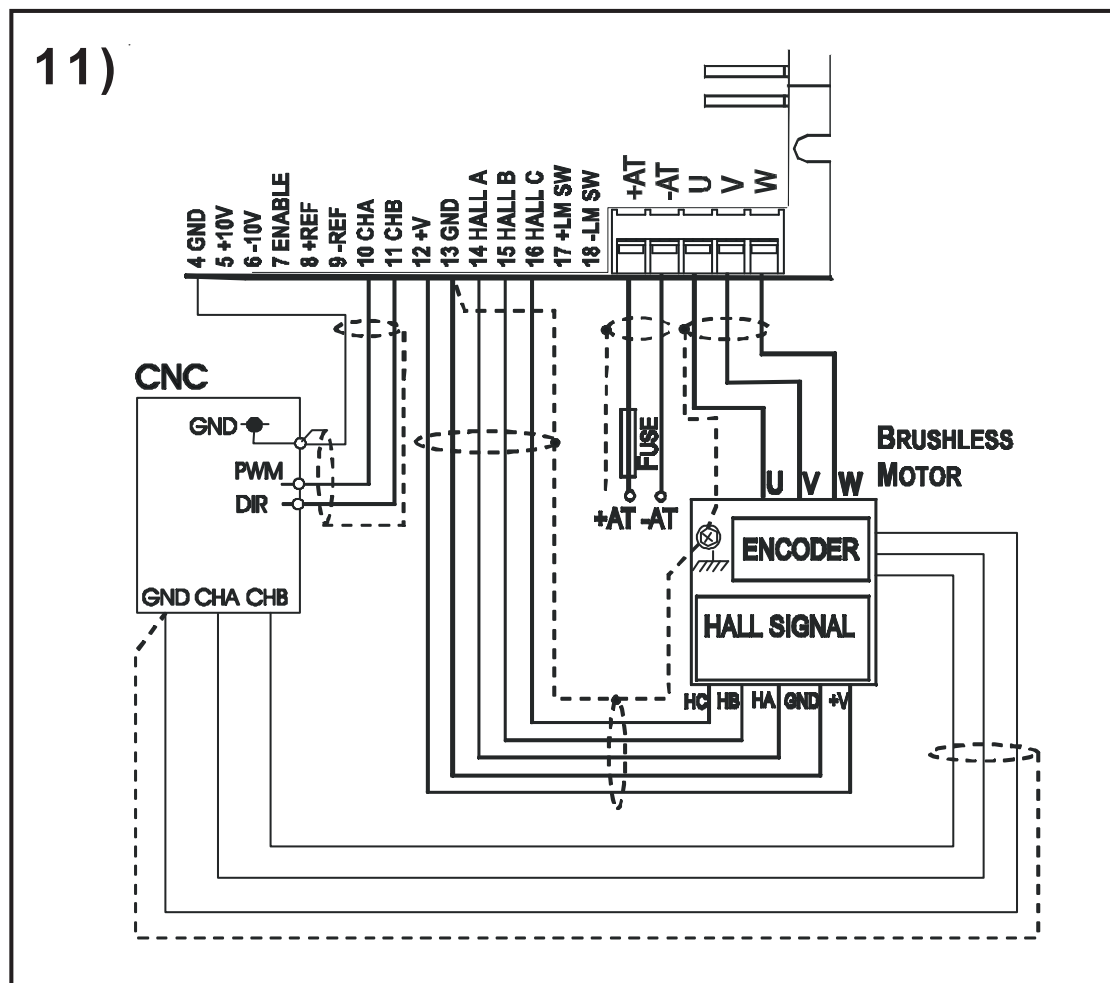 11)
4 GND
5 +10V
6 -10V
7 ENABLE
8 +REF
9 -REF
10 CHA
11 CHB
12 +V
13 GND
14 HALL A
15 HALL B
16 HALL C
17 +LM SW
18 -LM SW
+AT
-AT
U
V
W
CNC
GND
PWM
DIR
GND CHA CHB
FUSE
+AT -AT
BRUSHLESS
MOTOR
U V W
ENCODER
HALL SIGNAL
HC HB HA GND +V